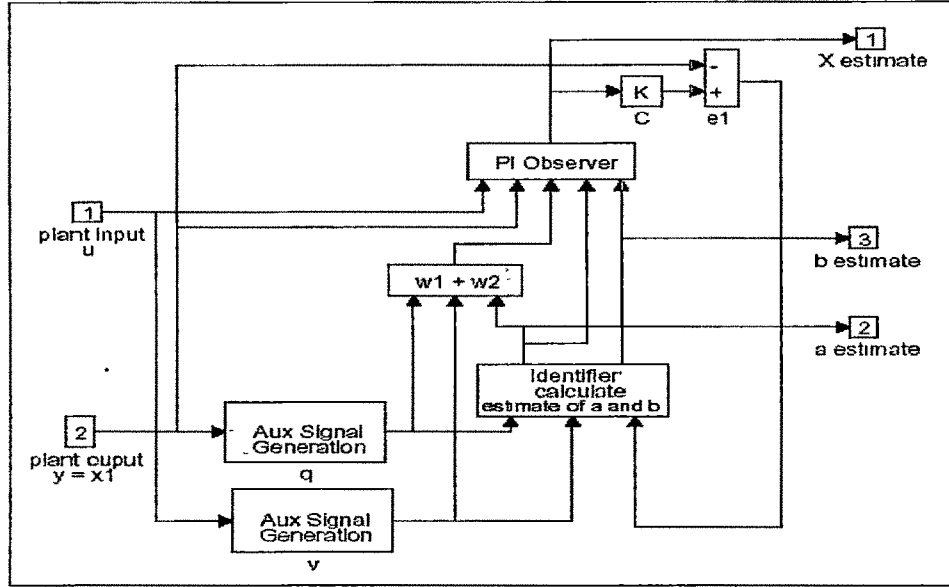 1
X estimate
-
K
+
C
e1
PI Observer
1
plant input
u
3
b estimate
w1 + w2
2
a estimate
Identifier
calculate
estimate of a and b
2
plant cuput
y = x1
Aux Signal
Generation
q
Aux Signal
Generation
v